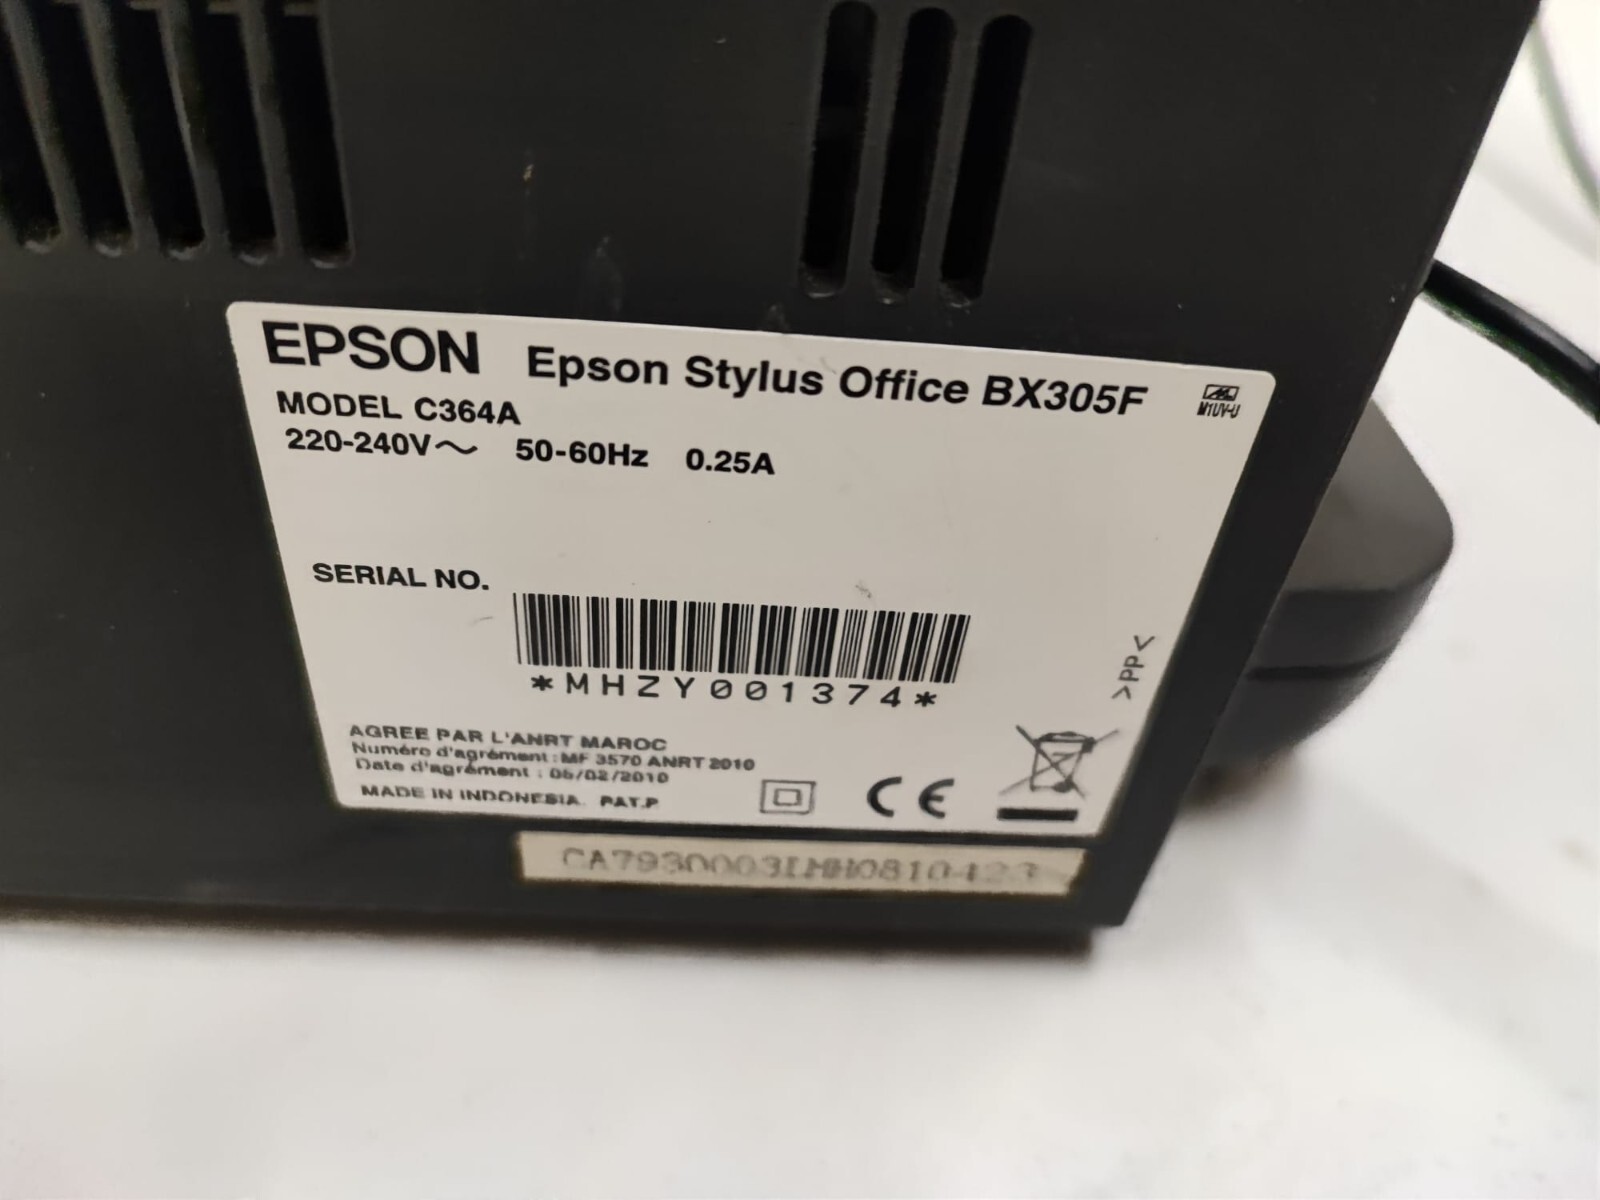 EPSON Epson Stylus Office BX305F
M1UV-U
MODEL C364A
220-240V~ 50-60Hz 0.25A
SERIAL NO.
*MHZY001374*
>PP<
AGREE PAR L'ANRT MAROC
Numéro d'agrément : MF 3570 ANRT 2010
Date d'agrément : 05/02/2010
MADE IN INDONESIA. PAT.P
CE